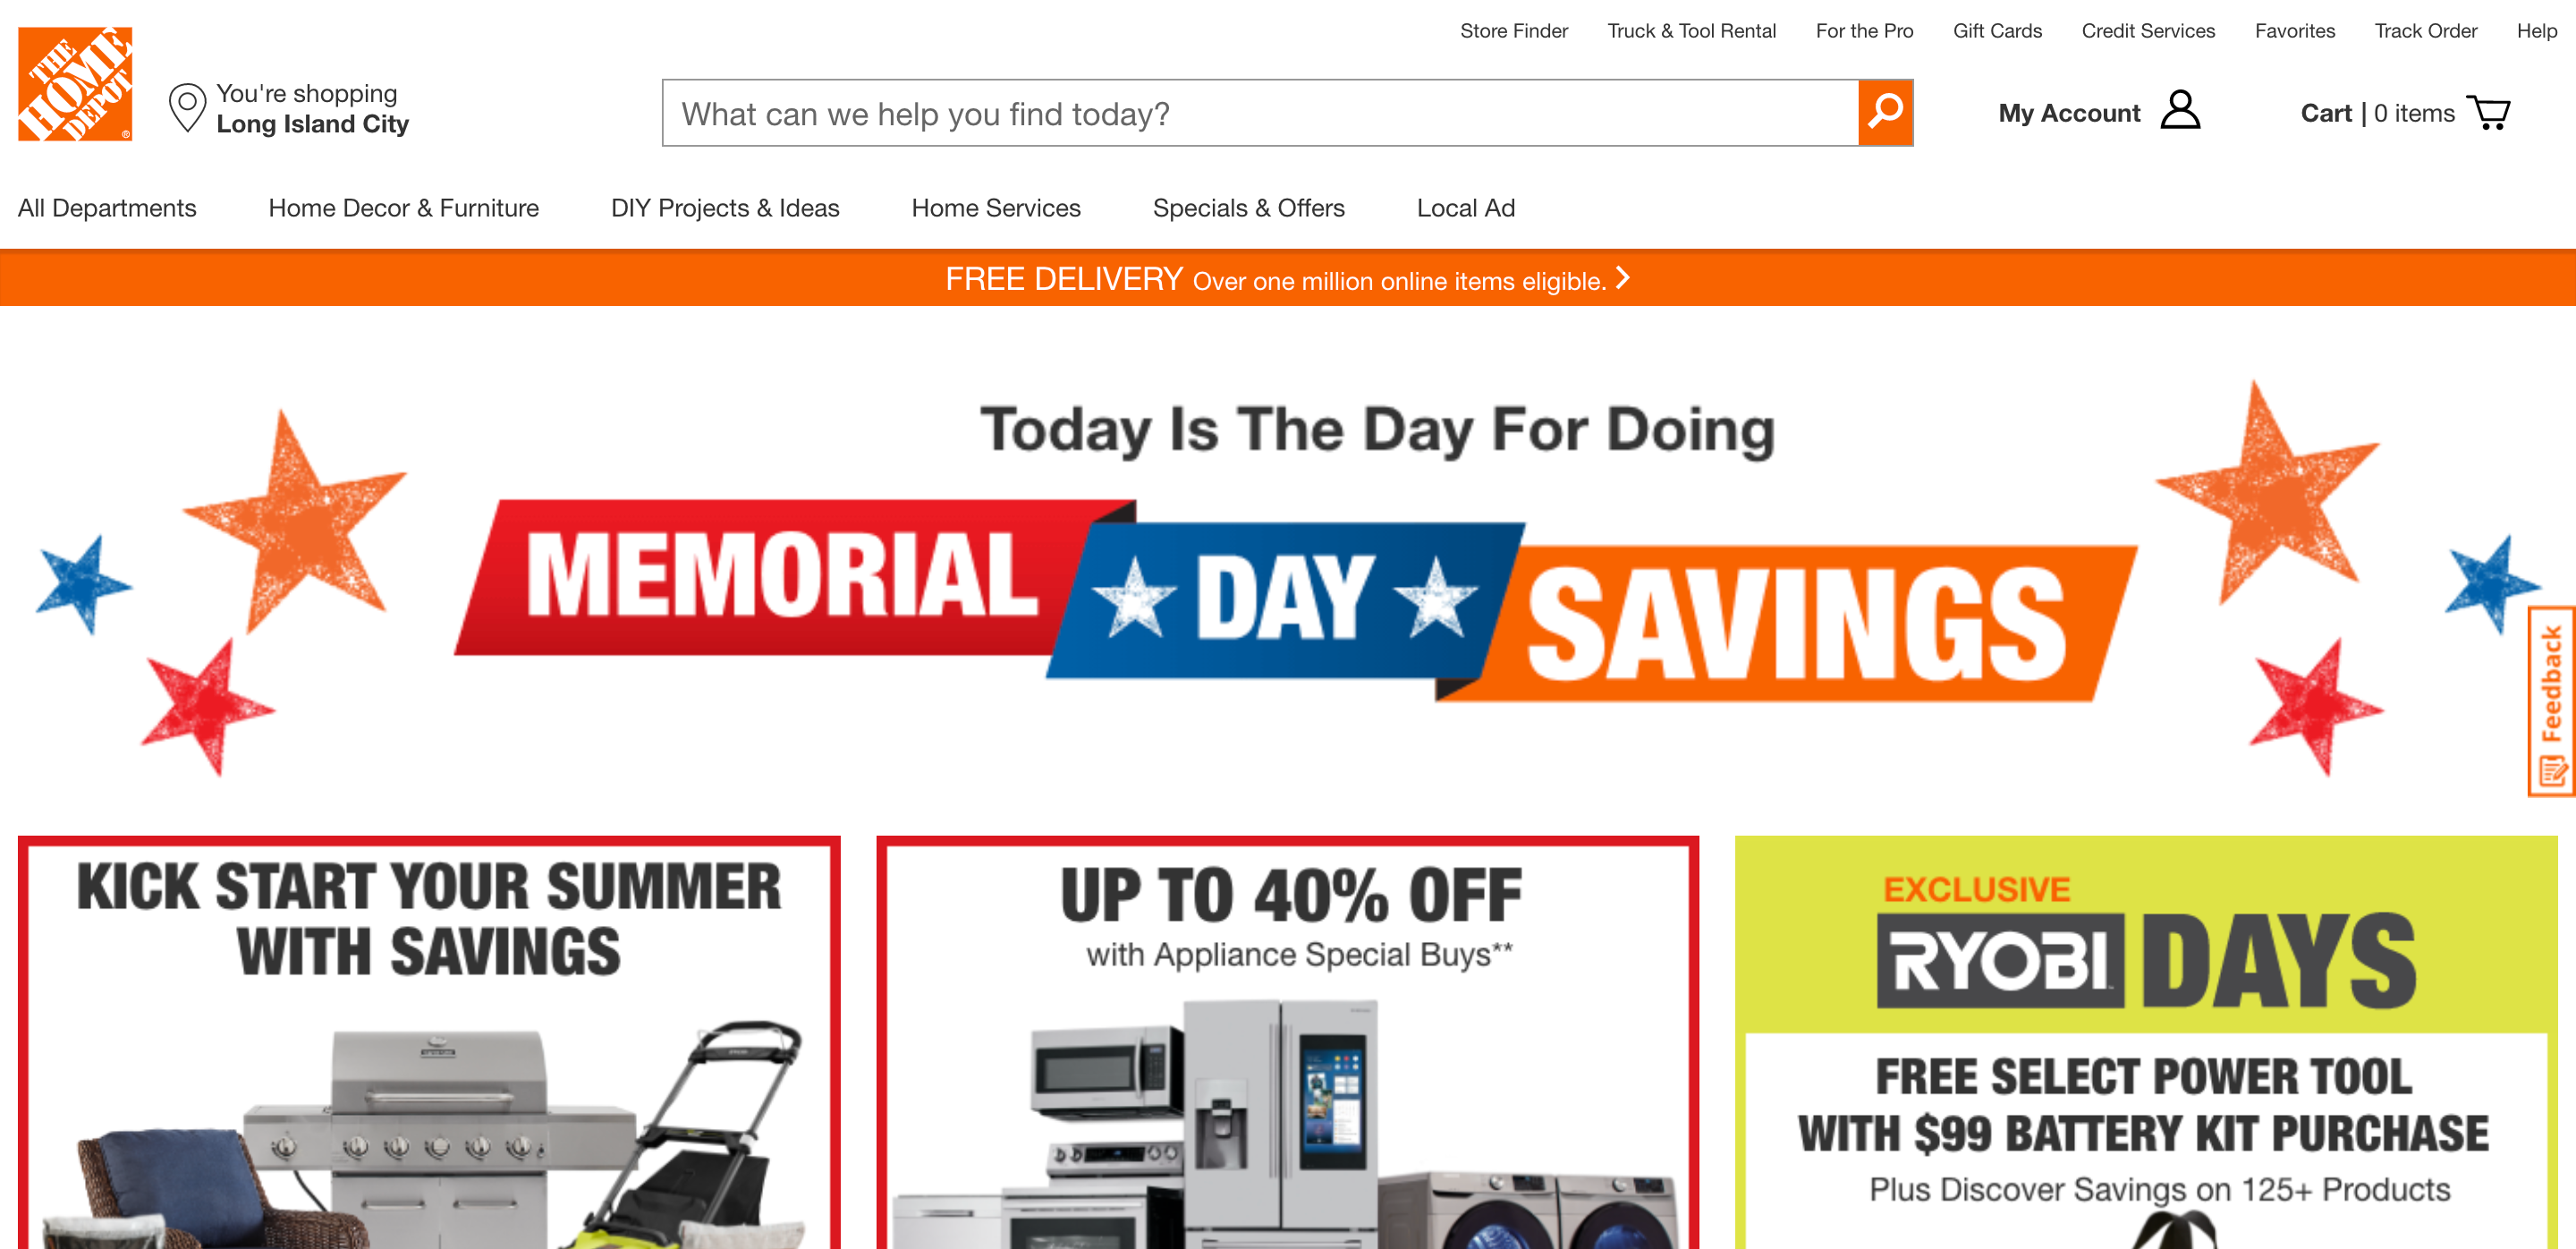 Store Finder
Truck & Tool Rental
For the Pro
Gift Cards
Credit Services
Favorites
Track Order
Help
THE
HOME
DEPOT
®
You're shopping
Long Island City
What can we help you find today?
My Account
Cart | 0 items
All Departments
Home Decor & Furniture
DIY Projects & Ideas
Home Services
Specials & Offers
Local Ad
FREE DELIVERY Over one million online items eligible.
Today Is The Day For Doing
MEMORIAL DAY SAVINGS
Feedback
KICK START YOUR SUMMER
WITH SAVINGS
UP TO 40% OFF
with Appliance Special Buys**
EXCLUSIVE
RYOBI DAYS
FREE SELECT POWER TOOL
WITH $99 BATTERY KIT PURCHASE
Plus Discover Savings on 125+ Products